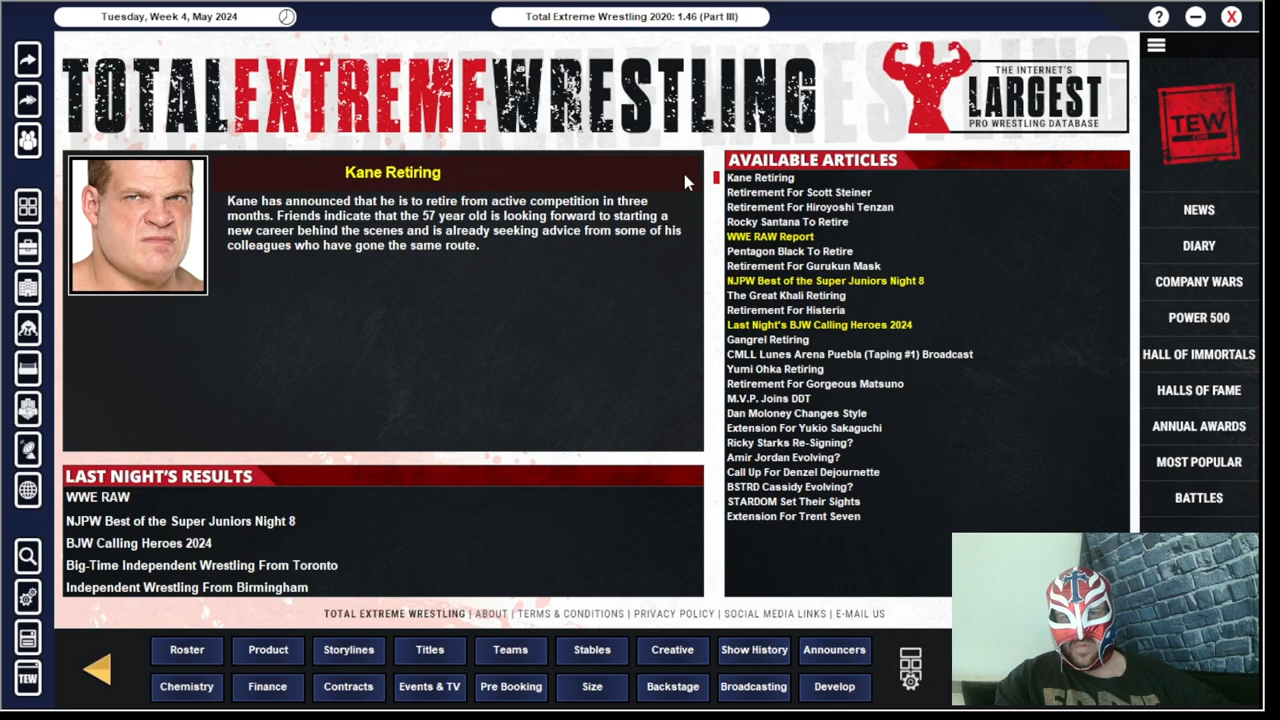 Tuesday, Week 4, May 2024
Total Extreme Wrestling 2020: 1.46 (Part III)
?
X
TOTALEXTREMEWRESTLING
THE INTERNET'S
LARGEST
PRO WRESTLING DATABASE
TEW
.COM
Kane Retiring
Kane has announced that he is to retire from active competition in three
months. Friends indicate that the 57 year old is looking forward to starting a
new career behind the scenes and is already seeking advice from some of his
colleagues who have gone the same route.
AVAILABLE ARTICLES
Kane Retiring
Retirement For Scott Steiner
Retirement For Hiroyoshi Tenzan
Rocky Santana To Retire
WWE RAW Report
Pentagon Black To Retire
Retirement For Gurukun Mask
NJPW Best of the Super Juniors Night 8
The Great Khali Retiring
Retirement For Histeria
Last Night's BJW Calling Heroes 2024
Gangrel Retiring
CMLL Lunes Arena Puebla (Taping #1) Broadcast
Yumi Ohka Retiring
Retirement For Gorgeous Matsuno
M.V.P. Joins DDT
Dan Moloney Changes Style
Extension For Yukio Sakaguchi
Ricky Starks Re-Signing?
Amir Jordan Evolving?
Call Up For Denzel Dejournette
BSTRD Cassidy Evolving?
STARDOM Set Their Sights
Extension For Trent Seven
NEWS
DIARY
COMPANY WARS
POWER 500
HALL OF IMMORTALS
HALLS OF FAME
ANNUAL AWARDS
MOST POPULAR
BATTLES
LAST NIGHT'S RESULTS
WWE RAW
NJPW Best of the Super Juniors Night 8
BJW Calling Heroes 2024
Big-Time Independent Wrestling From Toronto
Independent Wrestling From Birmingham
TOTAL EXTREME WRESTLING | ABOUT | TERMS & CONDITIONS | PRIVACY POLICY | SOCIAL MEDIA LINKS | E-MAIL US
Roster Product Storylines Titles Teams Stables Creative Show History Announcers
Chemistry Finance Contracts Events & TV Pre Booking Size Backstage Broadcasting Develop
TEW